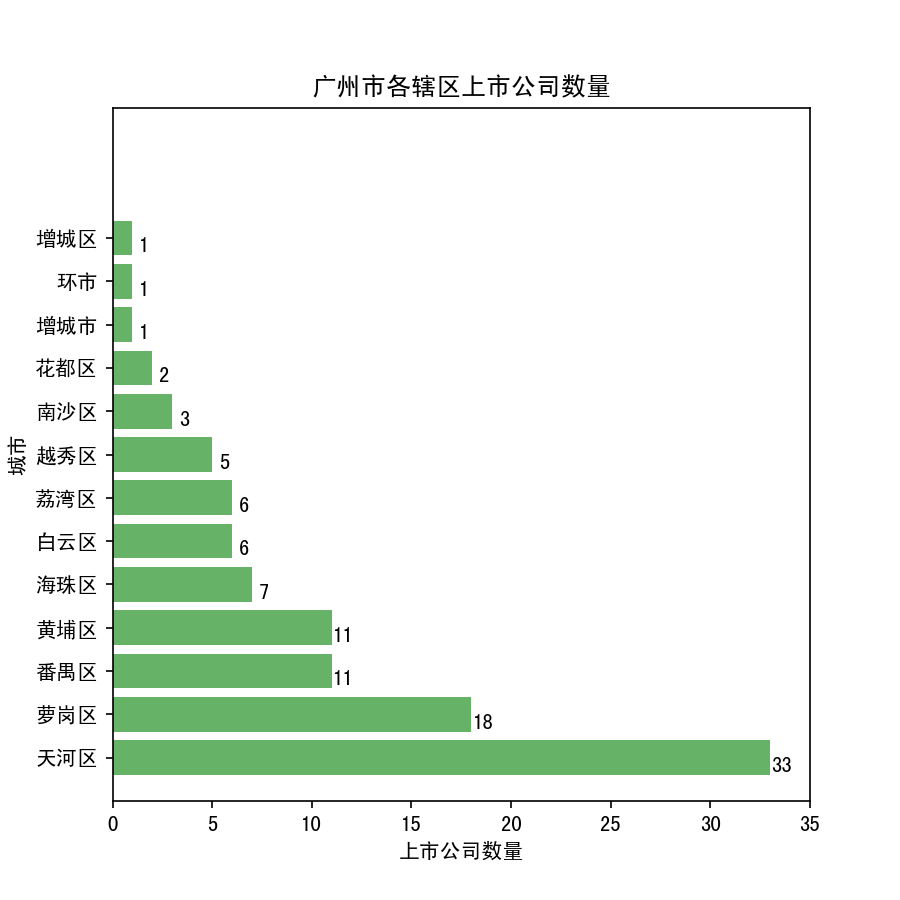 广州市各辖区上市公司数量
增城区 1
环市 1
增城市 1
花都区 2
南沙区 3
越秀区 5
荔湾区 6
白云区 6
海珠区 7
黄埔区 11
番禺区 11
萝岗区 18
天河区 33
城市
0 5 10 15 20 25 30 35
上市公司数量